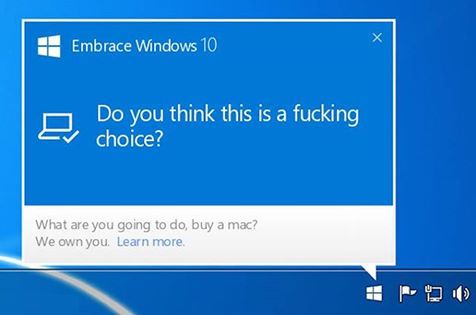 Embrace Windows 10
Do you think this is a fucking
choice?
What are you going to do, buy a mac?
We own you. Learn more.